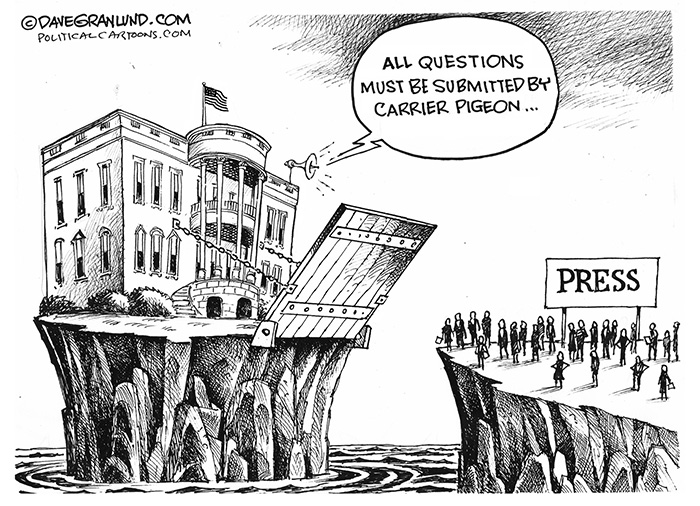 ©DAVEGRANLUND.COM
POLITICALCARTOONS.COM
ALL QUESTIONS
MUST BE SUBMITTED BY
CARRIER PIGEON...
PRESS